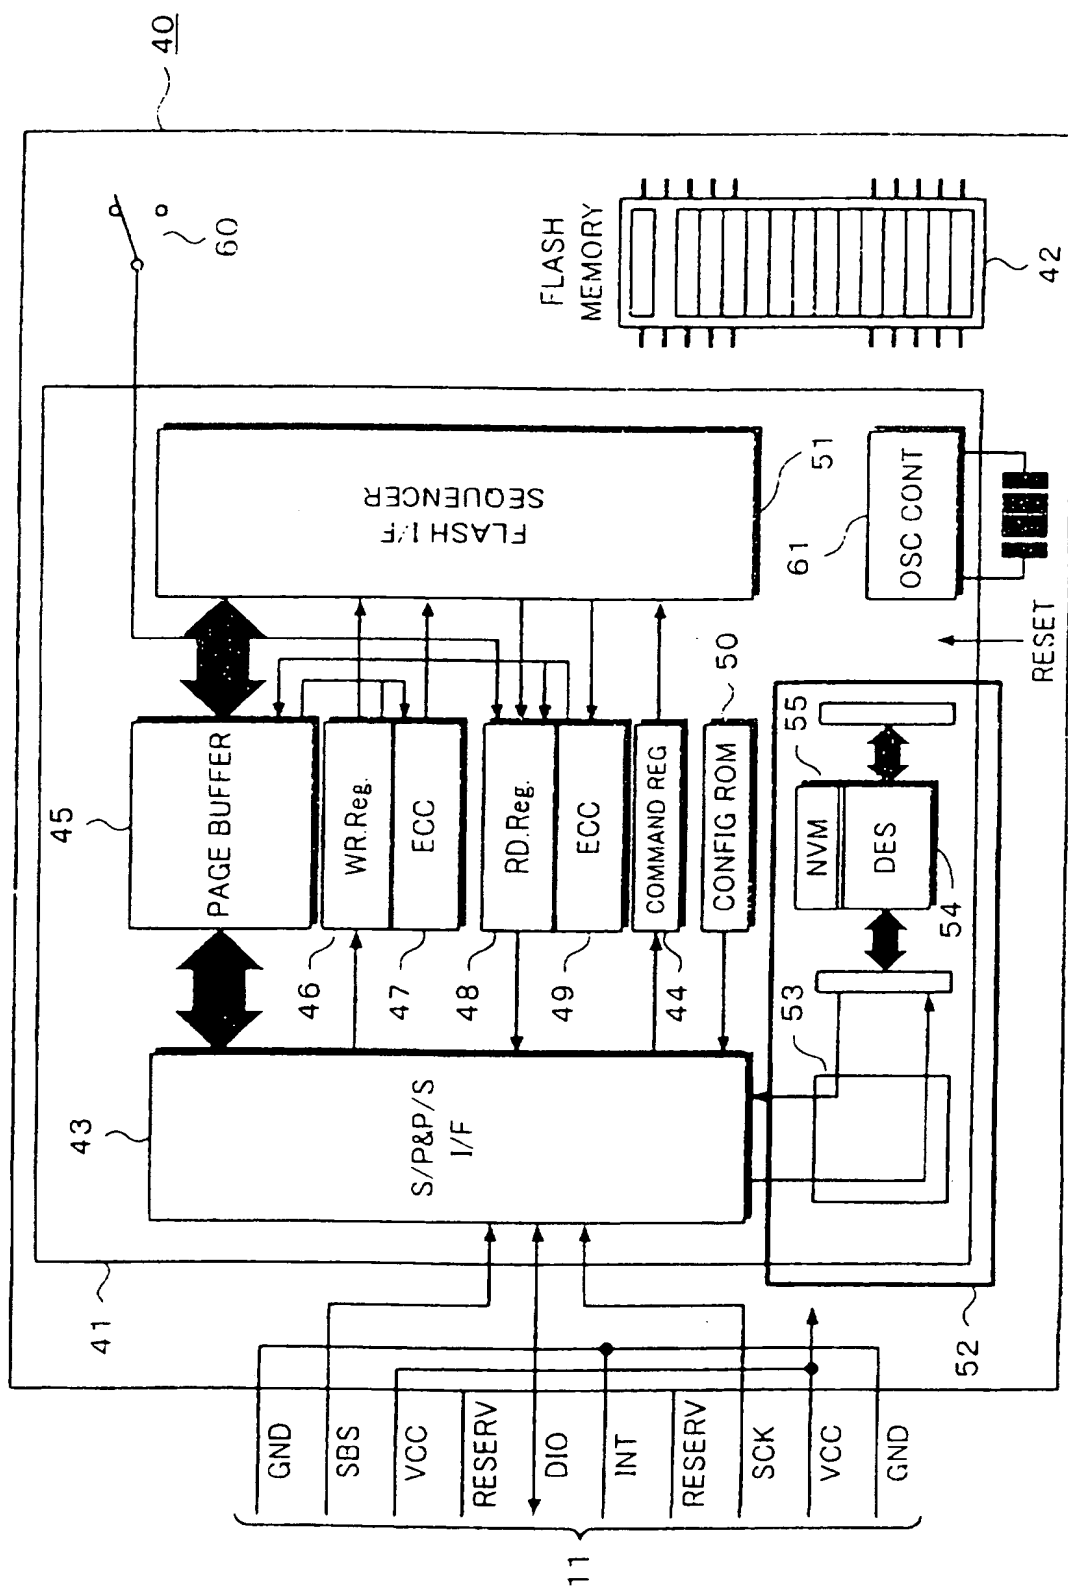 40
60
FLASH
MEMORY
42
FLASH I/F
SEQUENCER
51
OSC CONT
61
RESET
45
PAGE BUFFER
46
WR.Reg.
47
ECC
48
RD.Reg.
49
ECC
44
COMMAND REG
50
CONFIG ROM
55
NVM
DES
54
53
52
43
S/P&P/S
I/F
41
GND
SBS
VCC
RESERV
DIO
INT
RESERV
SCK
VCC
GND
11